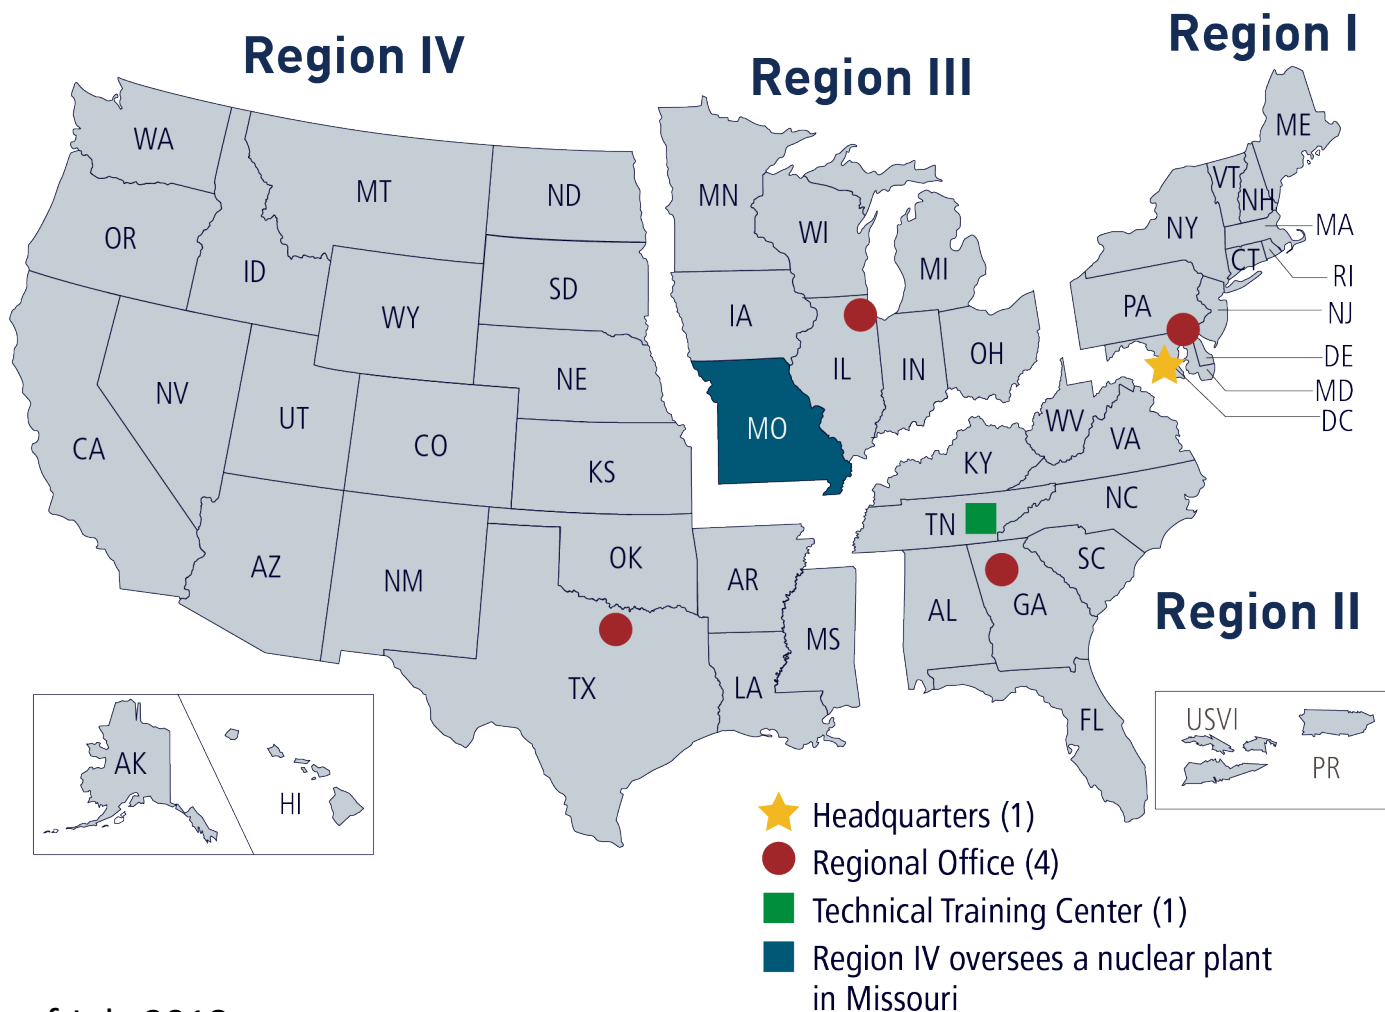 Region I
Region IV
Region III
ME
WA
VT
MT
ND
MN
NH
NY
MA
OR
WI
CT
ID
MI
RI
SD
PA
NJ
WY
IA
OH
DE
IL
IN
NE
MD
NV
DC
UT
WV
MO
VA
CA
CO
KY
KS
NC
TN
OK
SC
AZ
NM
AR
GA
AL
Region II
MS
TX
LA
FL
USVI
AK
PR
HI
Headquarters (1)
Regional Office (4)
Technical Training Center (1)
Region IV oversees a nuclear plant
in Missouri